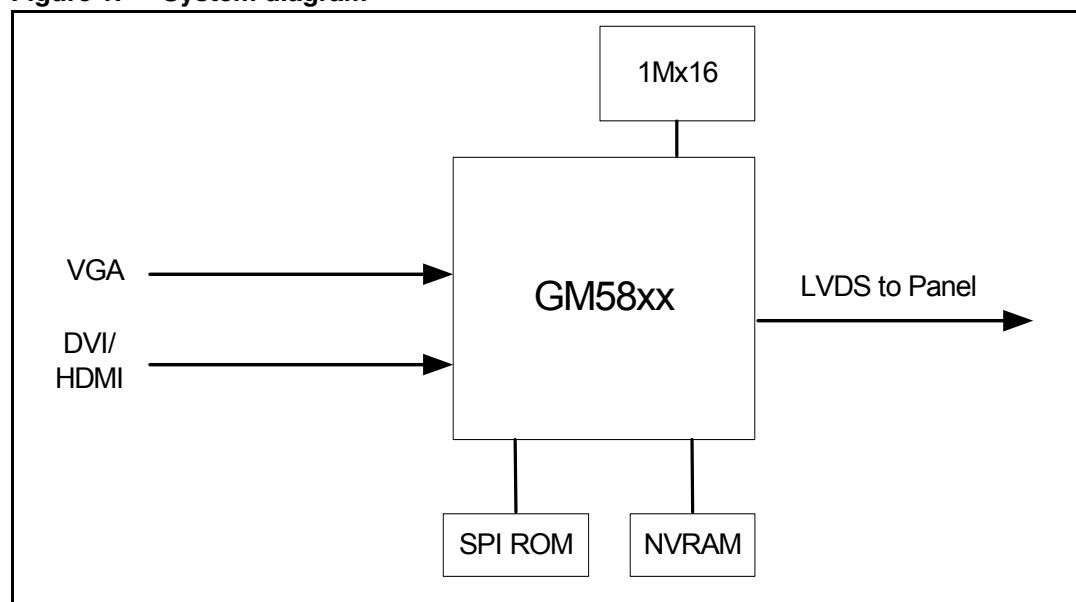 1Mx16
VGA
GM58xx
LVDS to Panel
DVI/
HDMI
SPI ROM
NVRAM